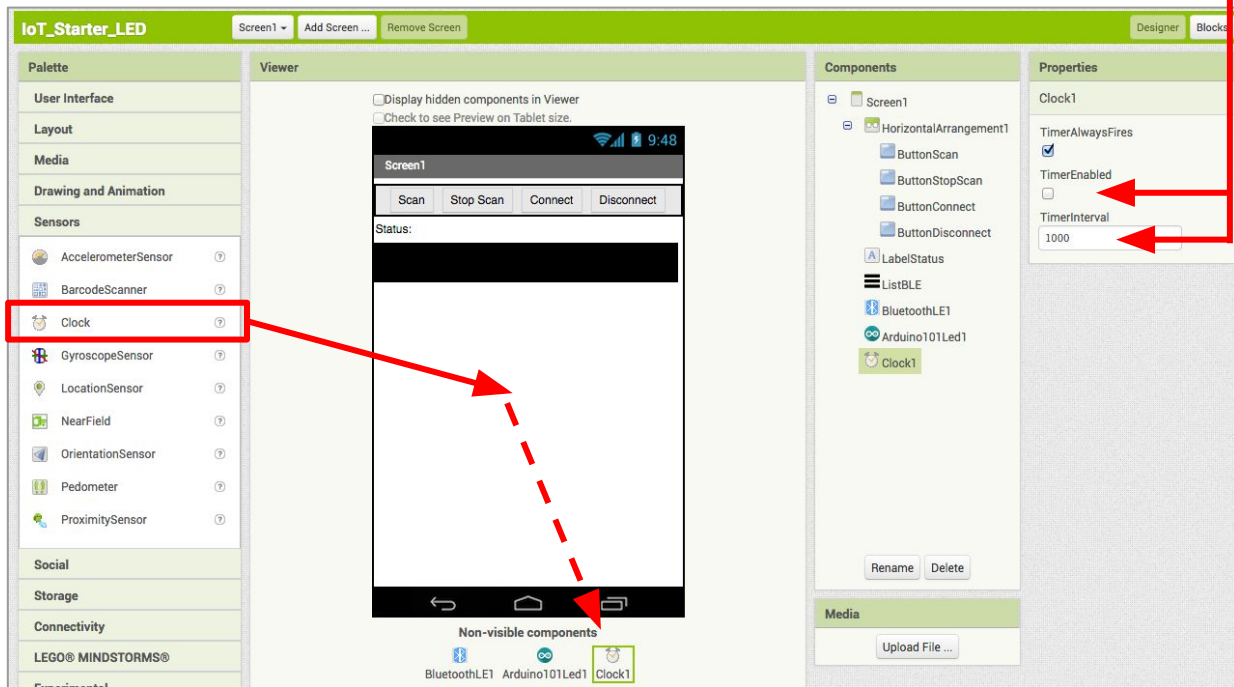 IoT_Starter_LED
Screen1
Add Screen ...
Remove Screen
Designer
Blocks
Palette
User Interface
Layout
Media
Drawing and Animation
Sensors
AccelerometerSensor
BarcodeScanner
Clock
GyroscopeSensor
LocationSensor
NearField
OrientationSensor
Pedometer
ProximitySensor
Social
Storage
Connectivity
LEGO® MINDSTORMS®
Viewer
Display hidden components in Viewer
Check to see Preview on Tablet size.
9:48
Screen1
Scan
Stop Scan
Connect
Disconnect
Status:
Non-visible components
BluetoothLE1
Arduino101Led1
Clock1
Components
Screen1
HorizontalArrangement1
ButtonScan
ButtonStopScan
ButtonConnect
ButtonDisconnect
LabelStatus
ListBLE
BluetoothLE1
Arduino101Led1
Clock1
Rename
Delete
Media
Upload File ...
Properties
Clock1
TimerAlwaysFires
TimerEnabled
TimerInterval
1000